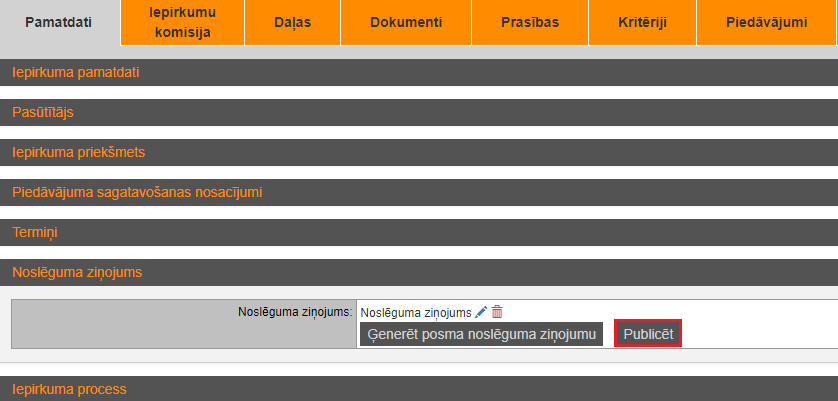 Pamatdati
Iepirkumu
komisija
Daļas
Dokumenti
Prasības
Kritēriji
Piedāvājumi
Iepirkuma pamatdati
Pasūtītājs
Iepirkuma priekšmets
Piedāvājuma sagatavošanas nosacījumi
Termiņi
Noslēguma ziņojums
Noslēguma ziņojums: Noslēguma ziņojums
Ģenerēt posma noslēguma ziņojumu Publicēt
Iepirkuma process